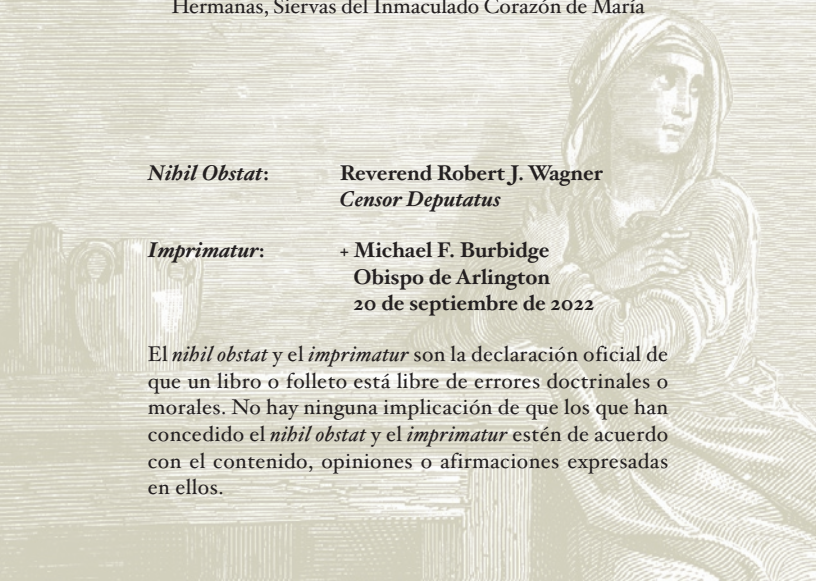 Hermanas, Siervas del Inmaculado Corazón de María
Nihil Obstat: Reverend Robert J. Wagner
Censor Deputatus
Imprimatur: + Michael F. Burbidge
Obispo de Arlington
20 de septiembre de 2022
El nihil obstat y el imprimatur son la declaración oficial de
que un libro o folleto está libre de errores doctrinales o
morales. No hay ninguna implicación de que los que han
concedido el nihil obstat y el imprimatur estén de acuerdo
con el contenido, opiniones o afirmaciones expresadas
en ellos.